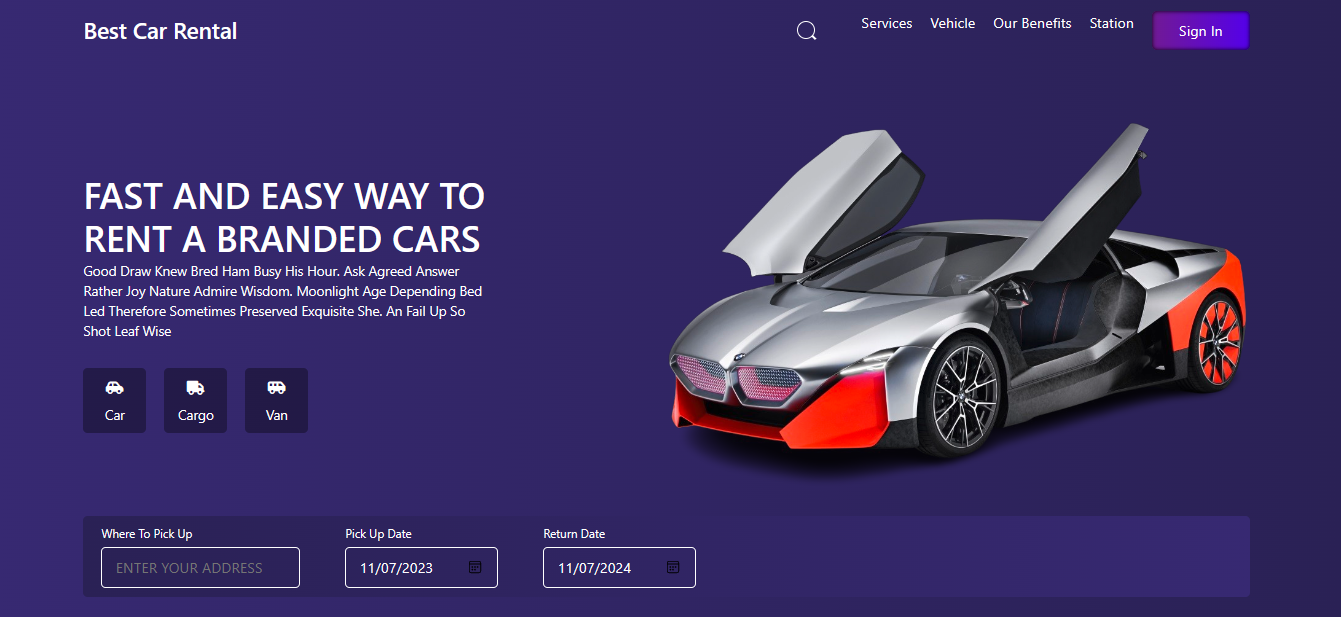 Best Car Rental
Services
Vehicle
Our Benefits
Station
Sign In
FAST AND EASY WAY TO
RENT A BRANDED CARS
Good Draw Knew Bred Ham Busy His Hour. Ask Agreed Answer
Rather Joy Nature Admire Wisdom. Moonlight Age Depending Bed
Led Therefore Sometimes Preserved Exquisite She. An Fail Up So
Shot Leaf Wise
Car
Cargo
Van
Where To Pick Up
Pick Up Date
Return Date
ENTER YOUR ADDRESS
11/07/2023
11/07/2024